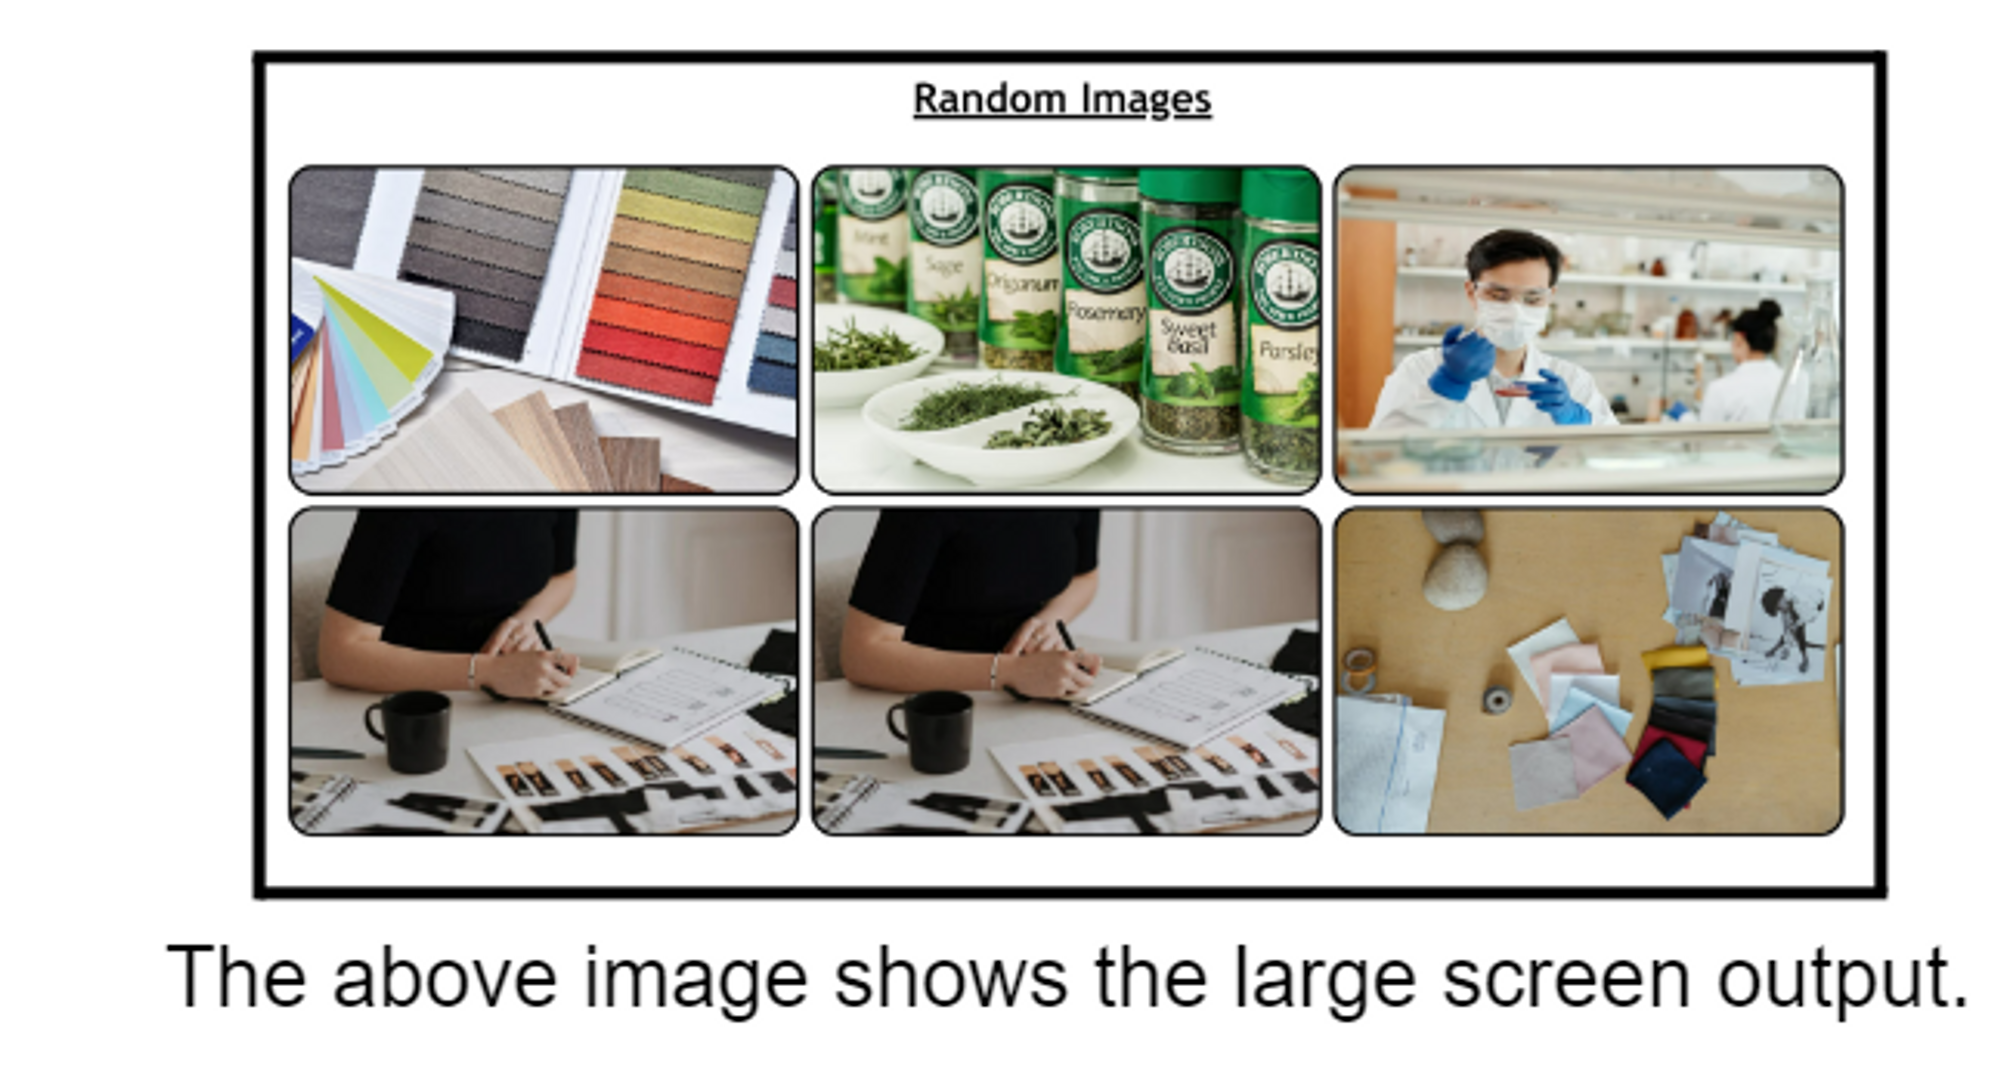 Random Images
Mint
Sage
Origanum
Rosemary
Sweet
Basil
Parsley
The above image shows the large screen output.